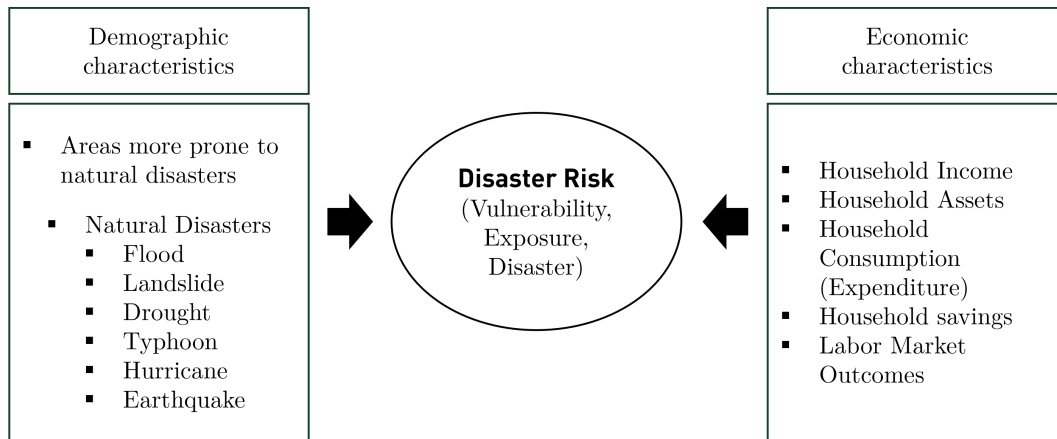 Demographic
characteristics
▪ Areas more prone to
natural disasters
▪ Natural Disasters
▪ Flood
▪ Landslide
▪ Drought
▪ Typhoon
▪ Hurricane
▪ Earthquake
Disaster Risk
(Vulnerability,
Exposure,
Disaster)
Economic
characteristics
▪ Household Income
▪ Household Assets
▪ Household
Consumption
(Expenditure)
▪ Household savings
▪ Labor Market
Outcomes